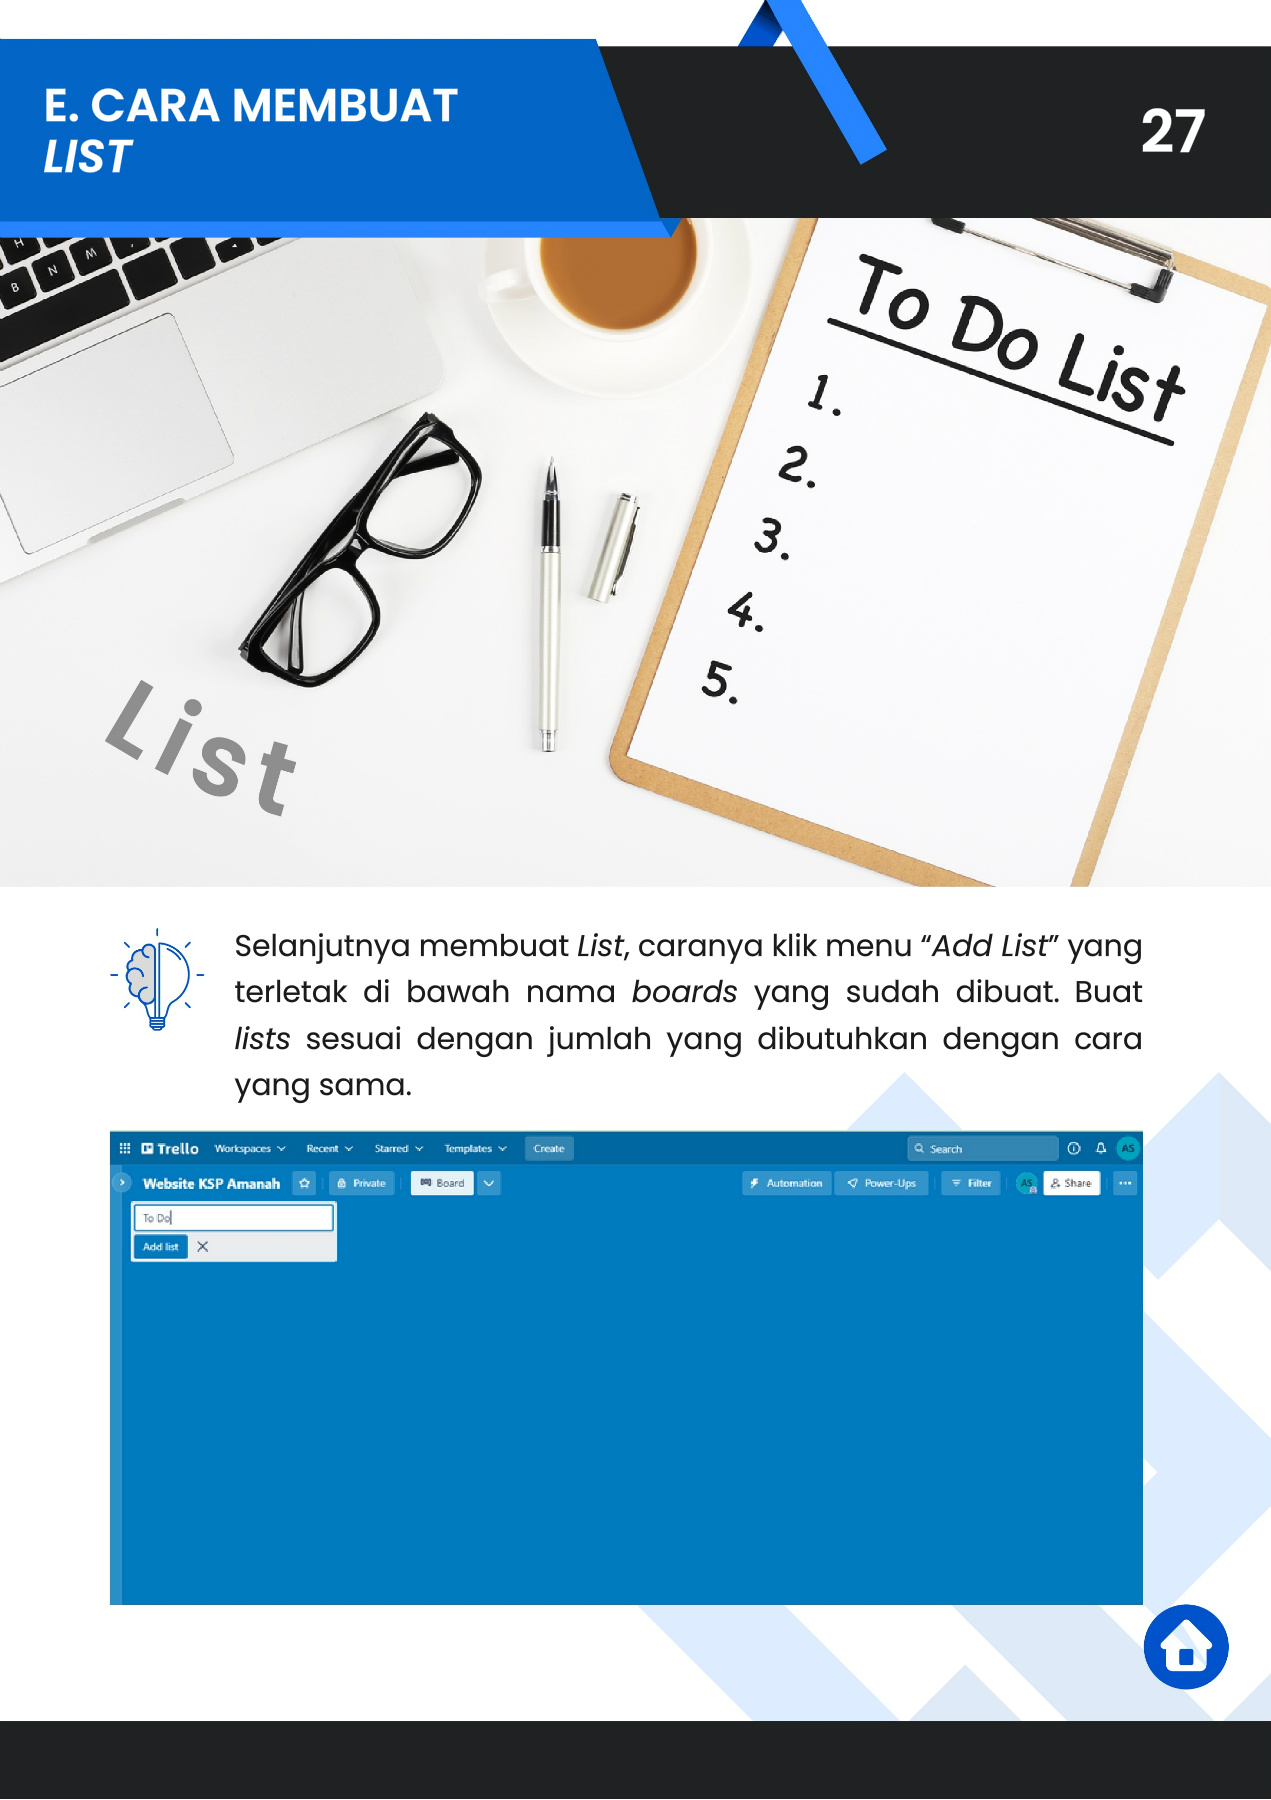 E. CARA MEMBUAT
LIST
27
H
B
N
M
To Do List
1.
2.
3.
4.
5.
List
Selanjutnya membuat List, caranya klik menu “Add List” yang
terletak di bawah nama boards yang sudah dibuat. Buat
lists sesuai dengan jumlah yang dibutuhkan dengan cara
yang sama.
Trello Workspaces Recent Starred Templates Create Search AS
Website KSP Amanah Private Board Automation Power-Ups Filter AS Share
To Do
Add list